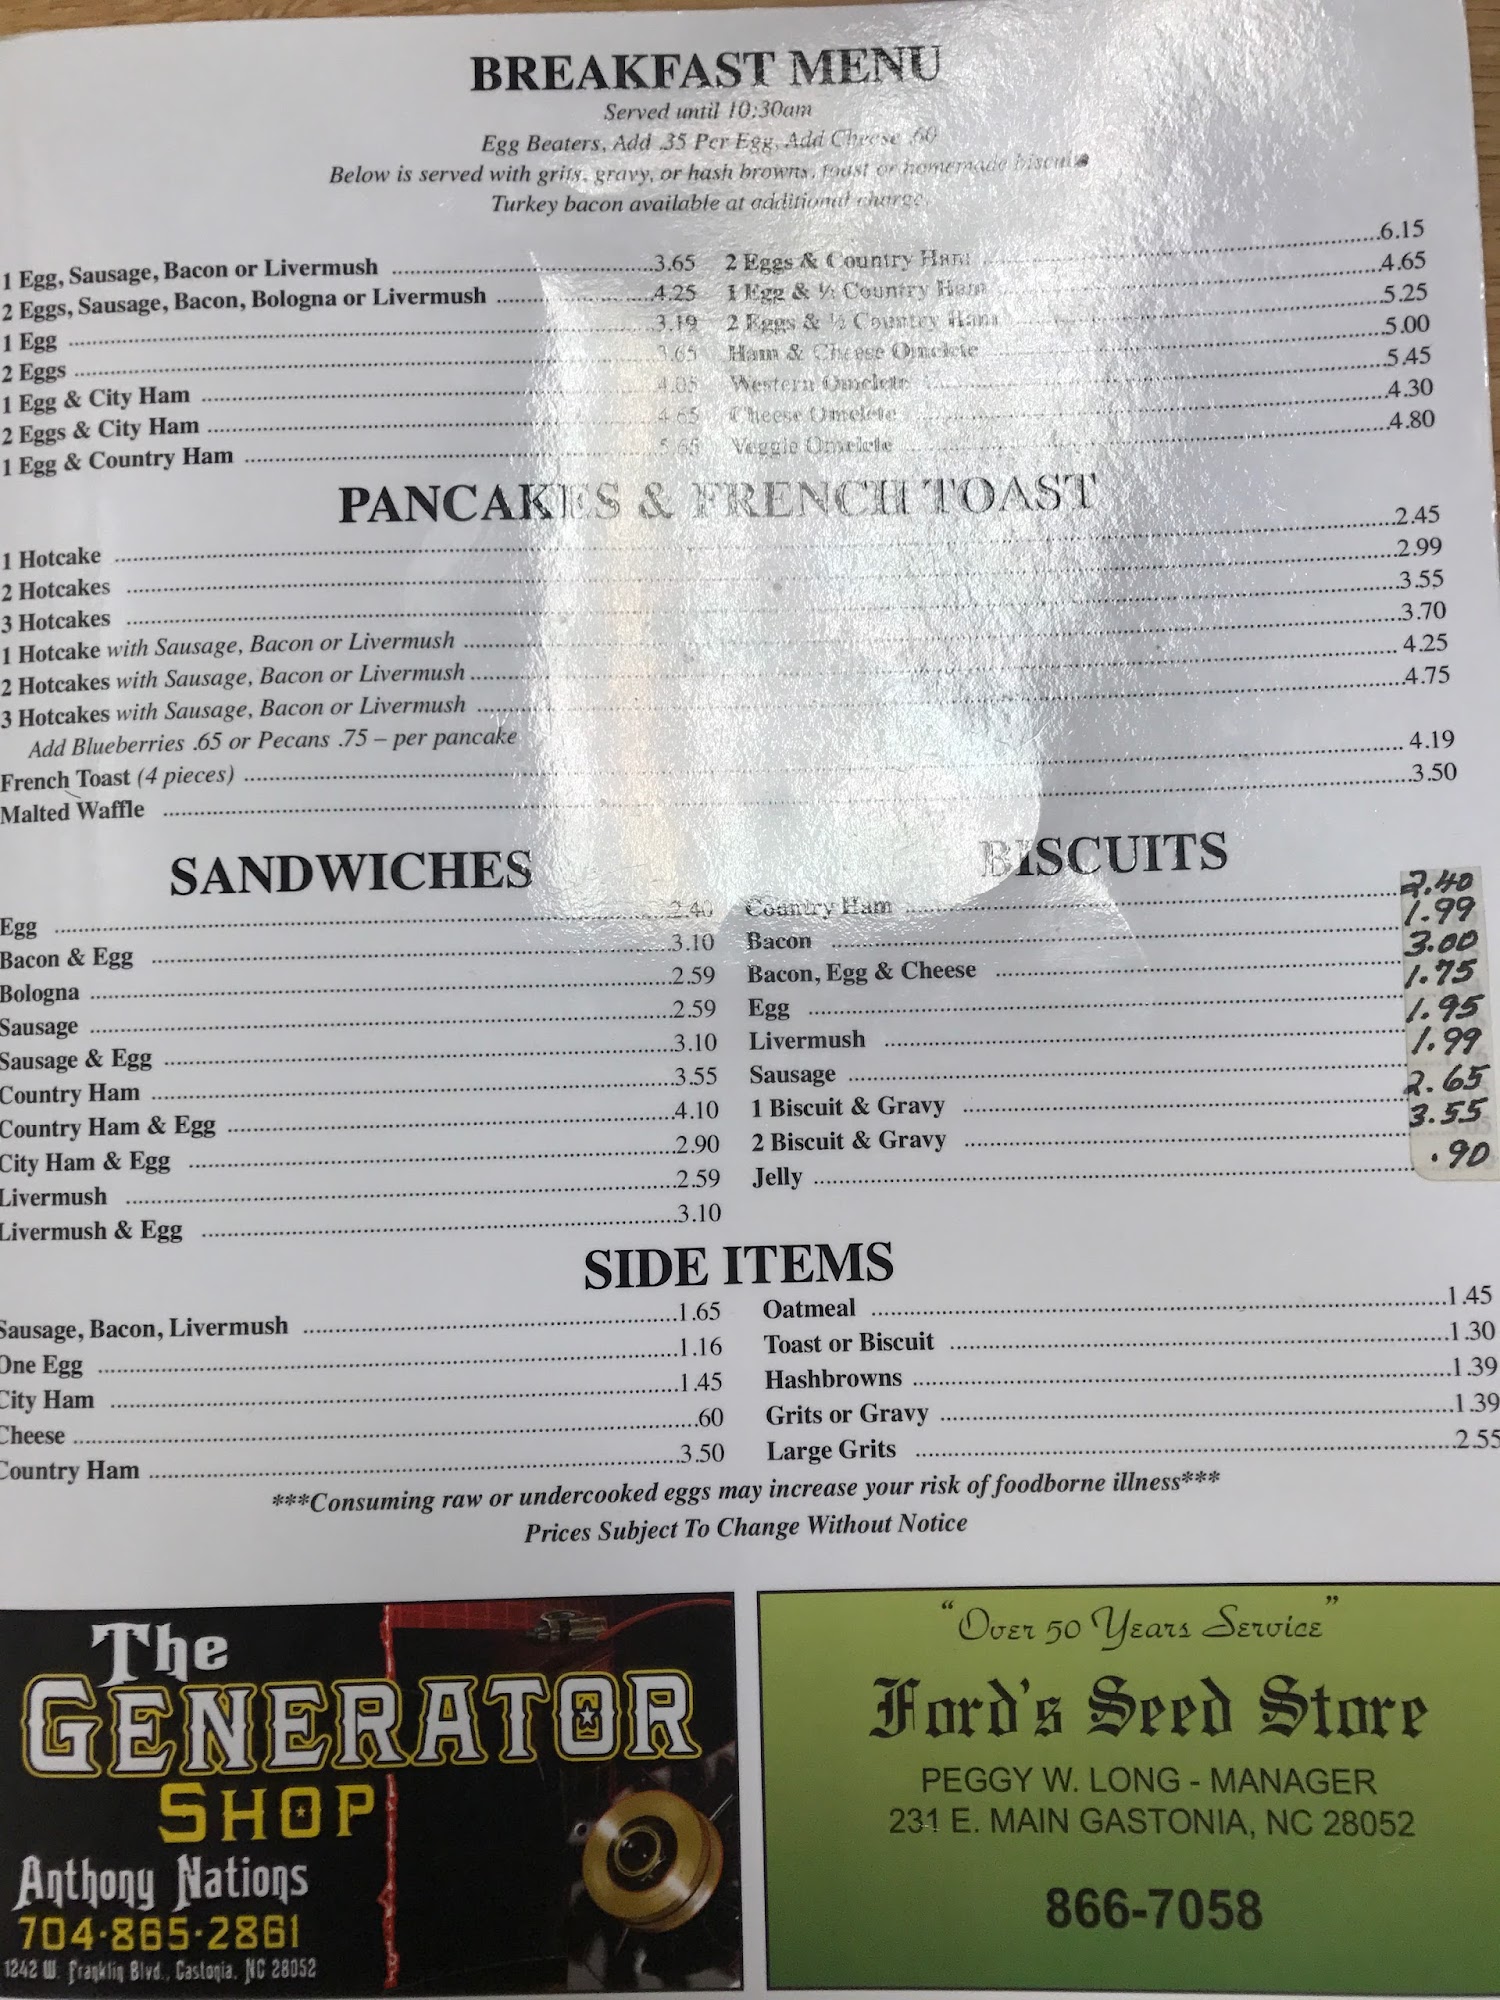 BREAKFAST MENU
Served until 10:30am
Egg Beaters, Add .35 Per Egg, Add Cheese .60
Below is served with grits, gravy, or hash browns, toast or homemade biscuits
Turkey bacon available at additional charge.
1 Egg, Sausage, Bacon or Livermush 3.65
2 Eggs, Sausage, Bacon, Bologna or Livermush 4.25
1 Egg 3.19
2 Eggs 3.65
1 Egg & City Ham 4.05
2 Eggs & City Ham 4.65
1 Egg & Country Ham 5.65
2 Eggs & Country Ham 6.15
1 Egg & ½ Country Ham 4.65
2 Eggs & ½ Country Ham 5.25
Ham & Cheese Omelete 5.00
Western Omelete 5.45
Cheese Omelete 4.30
Veggie Omelete 4.80
PANCAKES & FRENCH TOAST
1 Hotcake 2.45
2 Hotcakes 2.99
3 Hotcakes 3.55
1 Hotcake with Sausage, Bacon or Livermush 3.70
2 Hotcakes with Sausage, Bacon or Livermush 4.25
3 Hotcakes with Sausage, Bacon or Livermush 4.75
Add Blueberries .65 or Pecans .75 – per pancake
French Toast (4 pieces) 4.19
Malted Waffle 3.50
SANDWICHES
Egg 2.40
Bacon & Egg 3.10
Bologna 2.59
Sausage 2.59
Sausage & Egg 3.10
Country Ham 3.55
Country Ham & Egg 4.10
City Ham & Egg 2.90
Livermush 2.59
Livermush & Egg 3.10
BISCUITS
Country Ham 2.40
Bacon 1.99
Bacon, Egg & Cheese 3.00
Egg 1.75
Livermush 1.95
Sausage 1.99
1 Biscuit & Gravy 2.65
2 Biscuit & Gravy 3.55
Jelly .90
SIDE ITEMS
Sausage, Bacon, Livermush 1.65
One Egg 1.16
City Ham 1.45
Cheese .60
Country Ham 3.50
Oatmeal 1.45
Toast or Biscuit 1.30
Hashbrowns 1.39
Grits or Gravy 1.39
Large Grits 2.55
***Consuming raw or undercooked eggs may increase your risk of foodborne illness***
Prices Subject To Change Without Notice
The
GENERATOR
SHOP
Anthony Nations
704-865-2861
1242 W. Franklin Blvd., Gastonia, NC 28052
"Over 50 Years Service"
Ford's Seed Store
PEGGY W. LONG - MANAGER
231 E. MAIN GASTONIA, NC 28052
866-7058